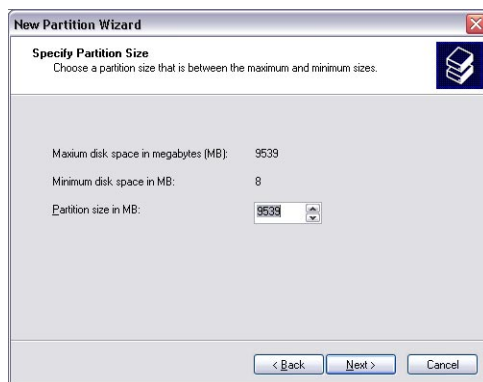 New Partition Wizard
Specify Partition Size
Choose a partition size that is between the maximum and minimum sizes.
Maxium disk space in megabytes (MB): 9539
Minimum disk space in MB: 8
Partition size in MB: 9539
< Back Next > Cancel